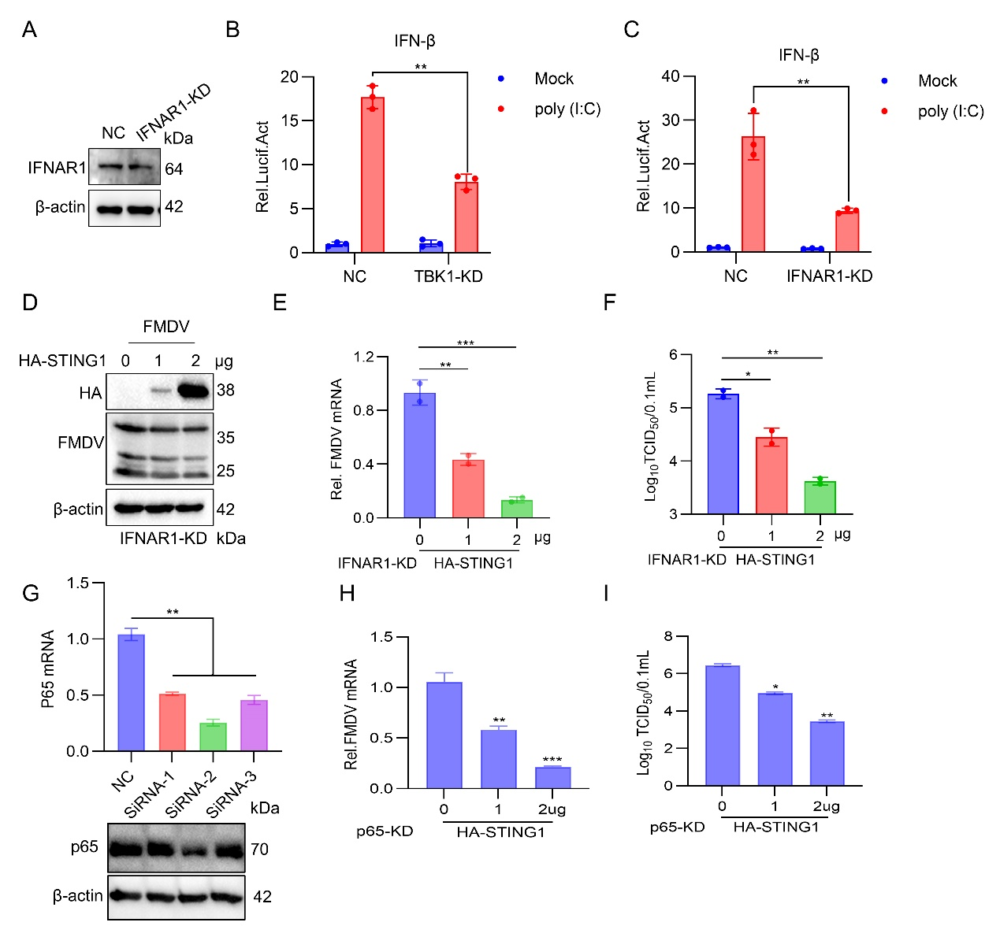 A
NC
IFNAR1-KD
kDa
IFNAR1
64
β-actin
42
B
IFN-β
**
Mock
poly (I:C)
Rel.Lucif.Act
20
15
10
5
0
NC
TBK1-KD
C
IFN-β
**
Mock
poly (I:C)
Rel.Lucif.Act
40
30
20
10
0
NC
IFNAR1-KD
D
FMDV
HA-STING1 0 1 2 µg
HA
38
FMDV
35
25
β-actin
42
IFNAR1-KD kDa
E
***
**
Rel. FMDV mRNA
1.2
0.8
0.4
0.0
0 1 2 µg
IFNAR1-KD HA-STING1
F
**
*
Log10TCID50/0.1mL
6
5
4
3
0 1 2 µg
IFNAR1-KD HA-STING1
G
**
P65 mRNA
1.5
1.0
0.5
0.0
NC
SiRNA-1
SiRNA-2
SiRNA-3
kDa
p65
70
β-actin
42
H
Rel.FMDV mRNA
1.5
1.0
0.5
0.0
**
***
0 1 2ug
p65-KD HA-STING1
I
Log10 TCID50/0.1mL
8
6
4
2
0
*
**
0 1 2ug
p65-KD HA-STING1